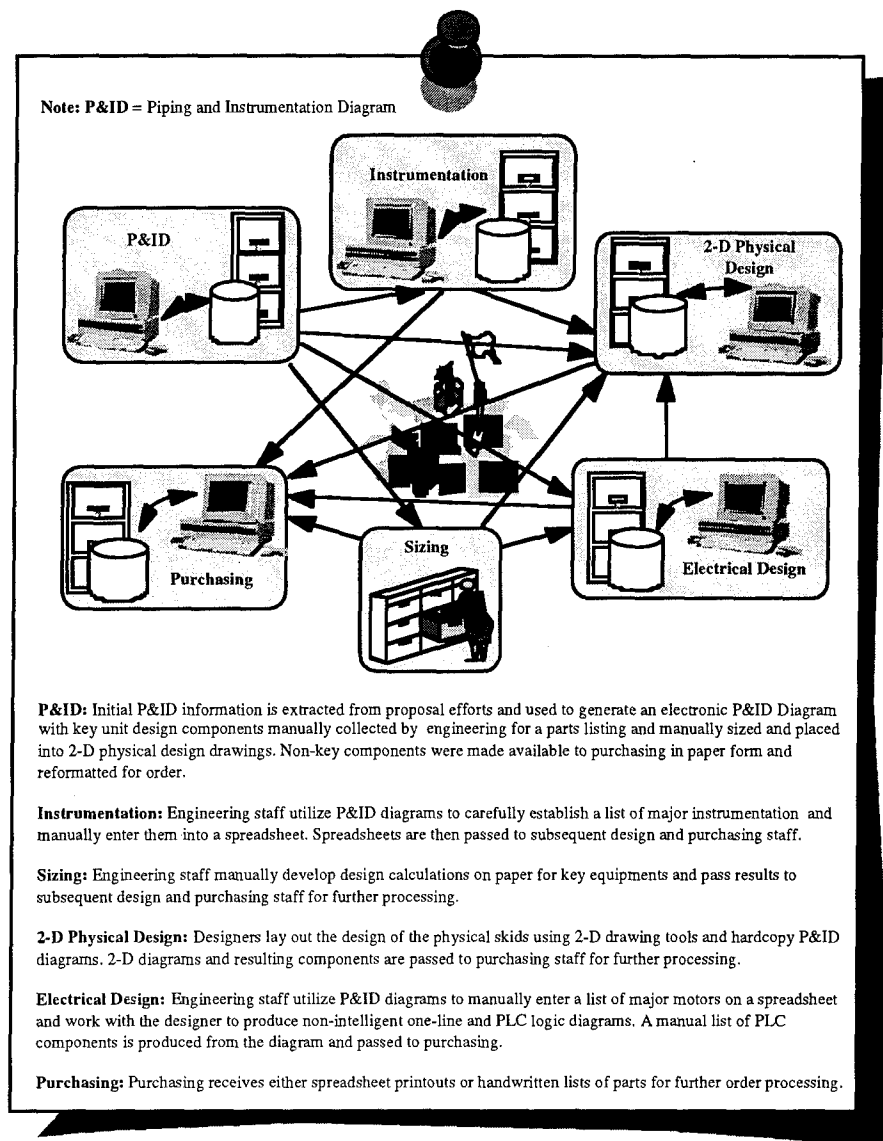 Note: P&ID = Piping and Instrumentation Diagram
Instrumentation
P&ID
2-D Physical
Design
Purchasing
Sizing
Electrical Design
P&ID: Initial P&ID information is extracted from proposal efforts and used to generate an electronic P&ID Diagram
with key unit design components manually collected by engineering for a parts listing and manually sized and placed
into 2-D physical design drawings. Non-key components were made available to purchasing in paper form and
reformatted for order.
Instrumentation: Engineering staff utilize P&ID diagrams to carefully establish a list of major instrumentation and
manually enter them into a spreadsheet. Spreadsheets are then passed to subsequent design and purchasing staff.
Sizing: Engineering staff manually develop design calculations on paper for key equipments and pass results to
subsequent design and purchasing staff for further processing.
2-D Physical Design: Designers lay out the design of the physical skids using 2-D drawing tools and hardcopy P&ID
diagrams. 2-D diagrams and resulting components are passed to purchasing staff for further processing.
Electrical Design: Engineering staff utilize P&ID diagrams to manually enter a list of major motors on a spreadsheet
and work with the designer to produce non-intelligent one-line and PLC logic diagrams. A manual list of PLC
components is produced from the diagram and passed to purchasing.
Purchasing: Purchasing receives either spreadsheet printouts or handwritten lists of parts for further order processing.